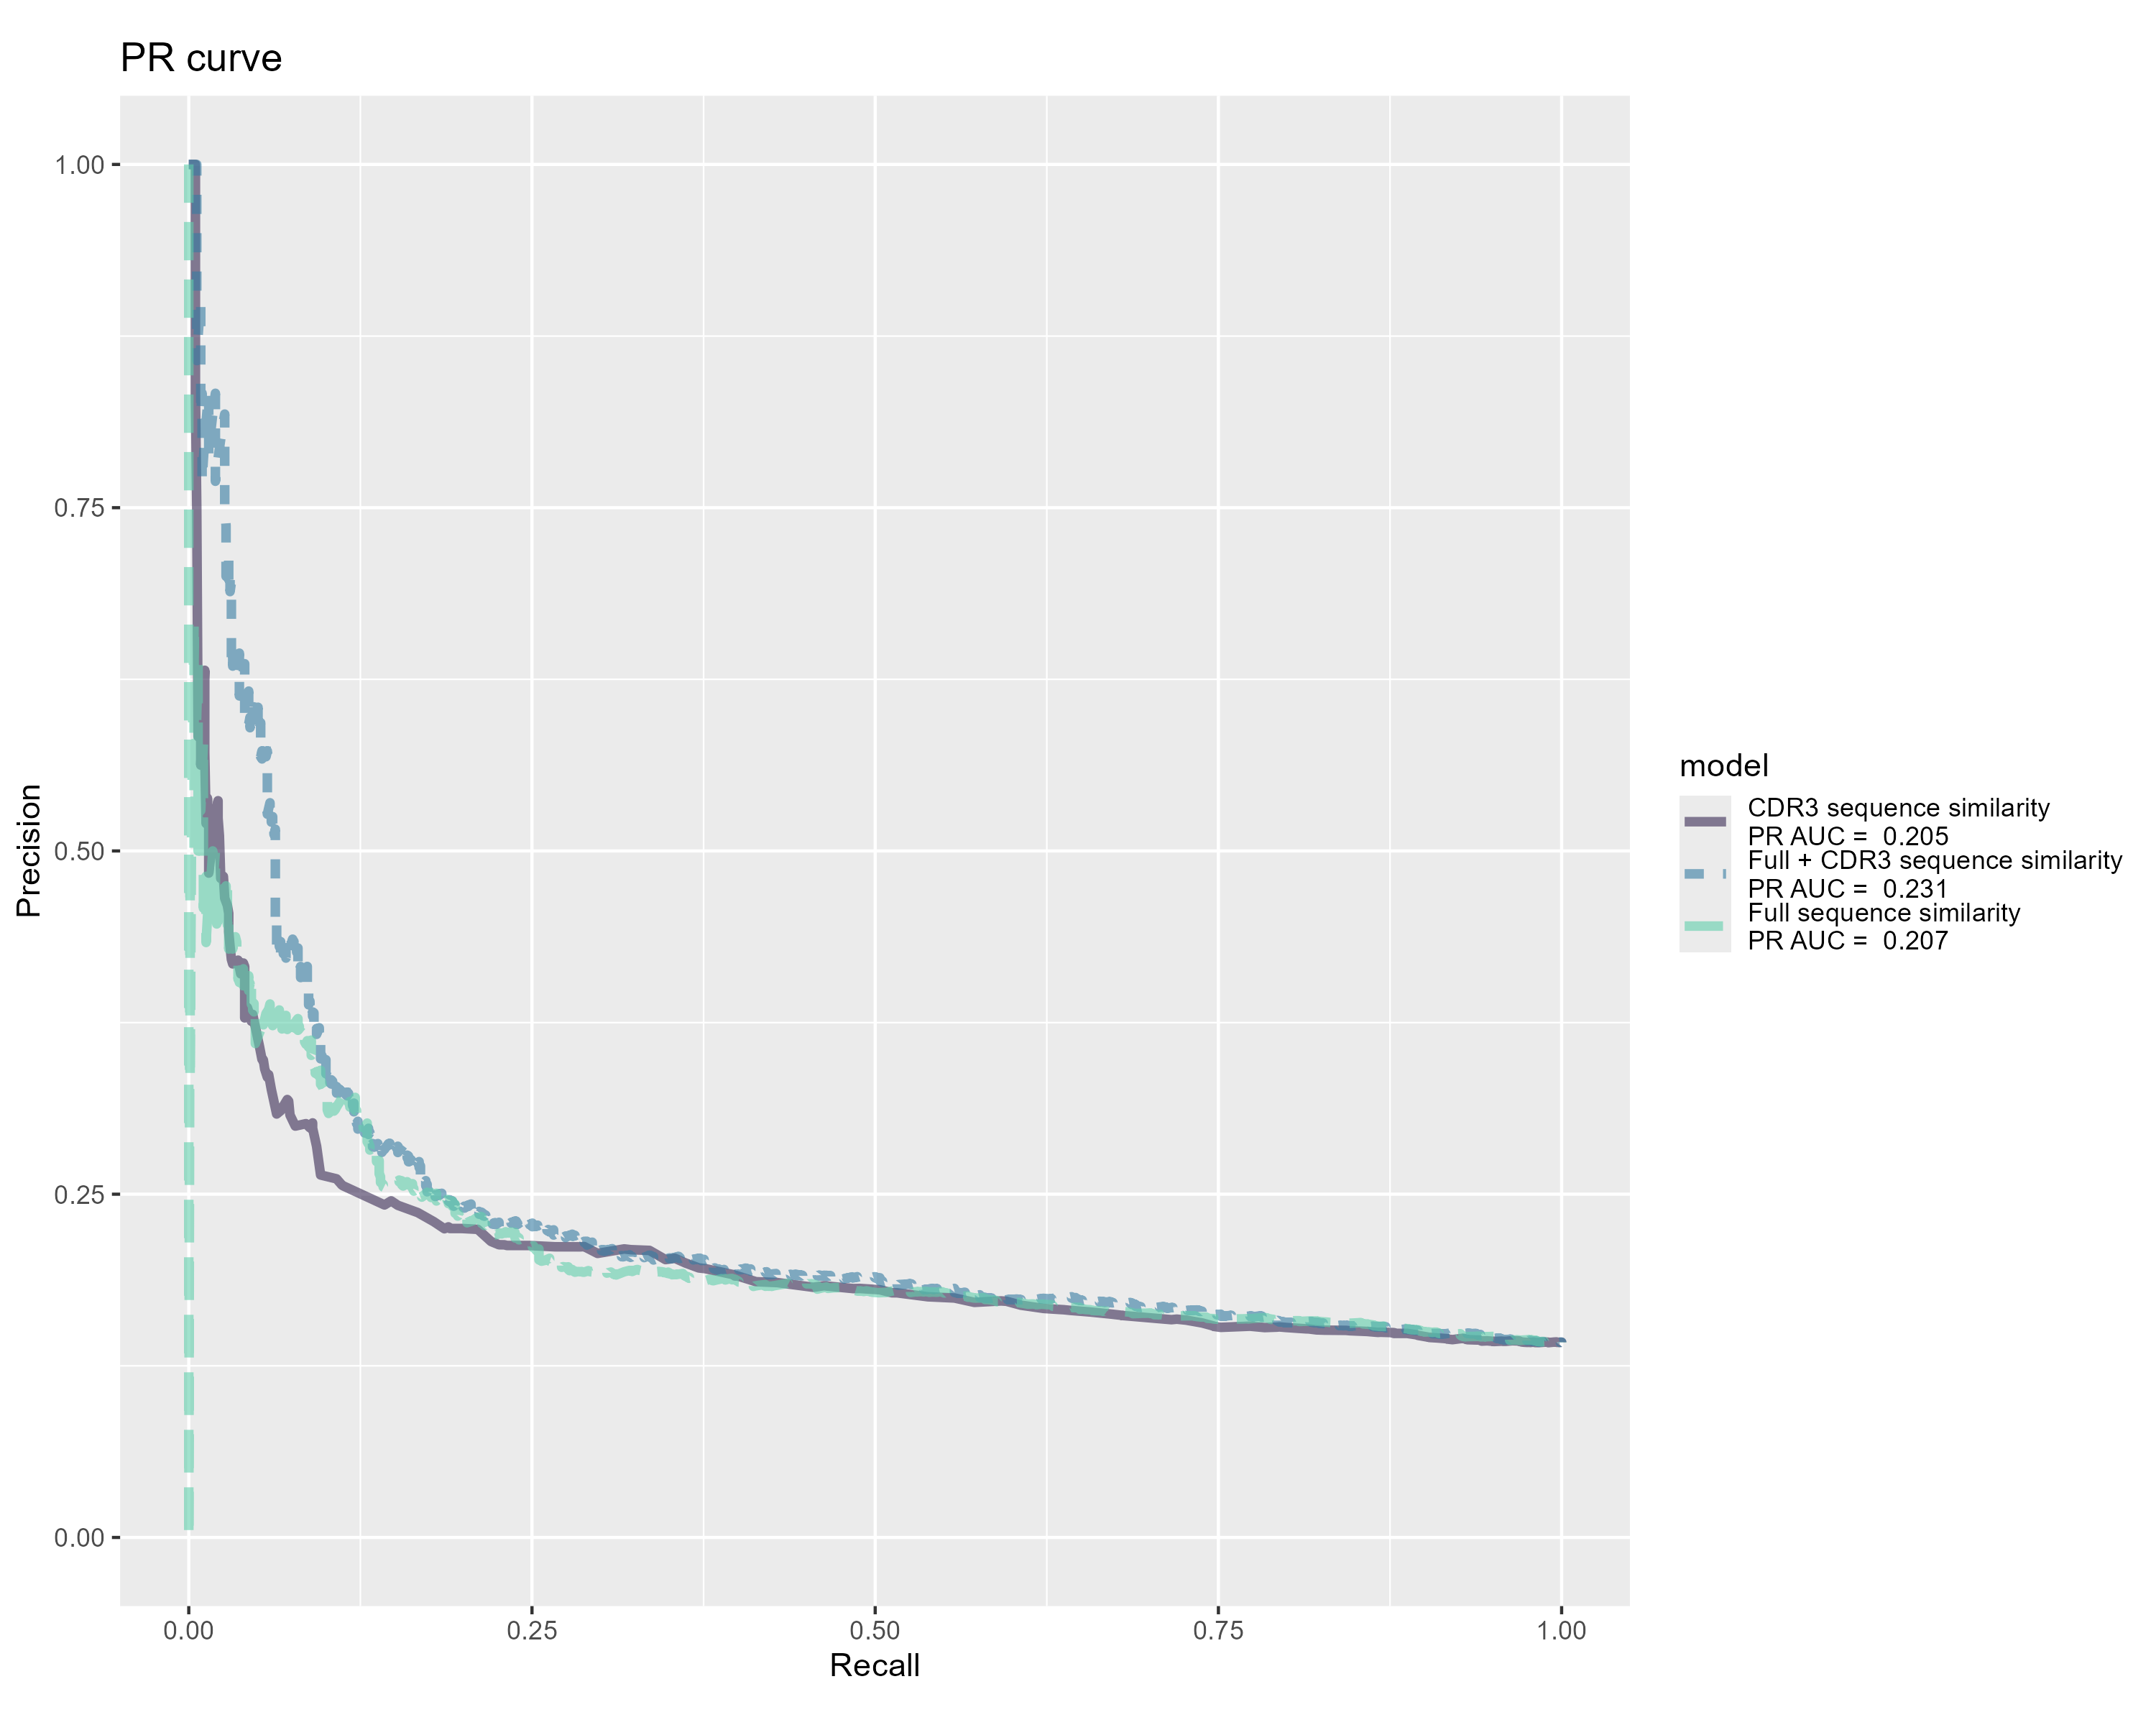 PR curve
1.00
0.75
0.50
0.25
0.00
Precision
0.00
0.25
0.50
0.75
1.00
Recall
model
CDR3 sequence similarity
PR AUC =  0.205
Full + CDR3 sequence similarity
PR AUC =  0.231
Full sequence similarity
PR AUC =  0.207